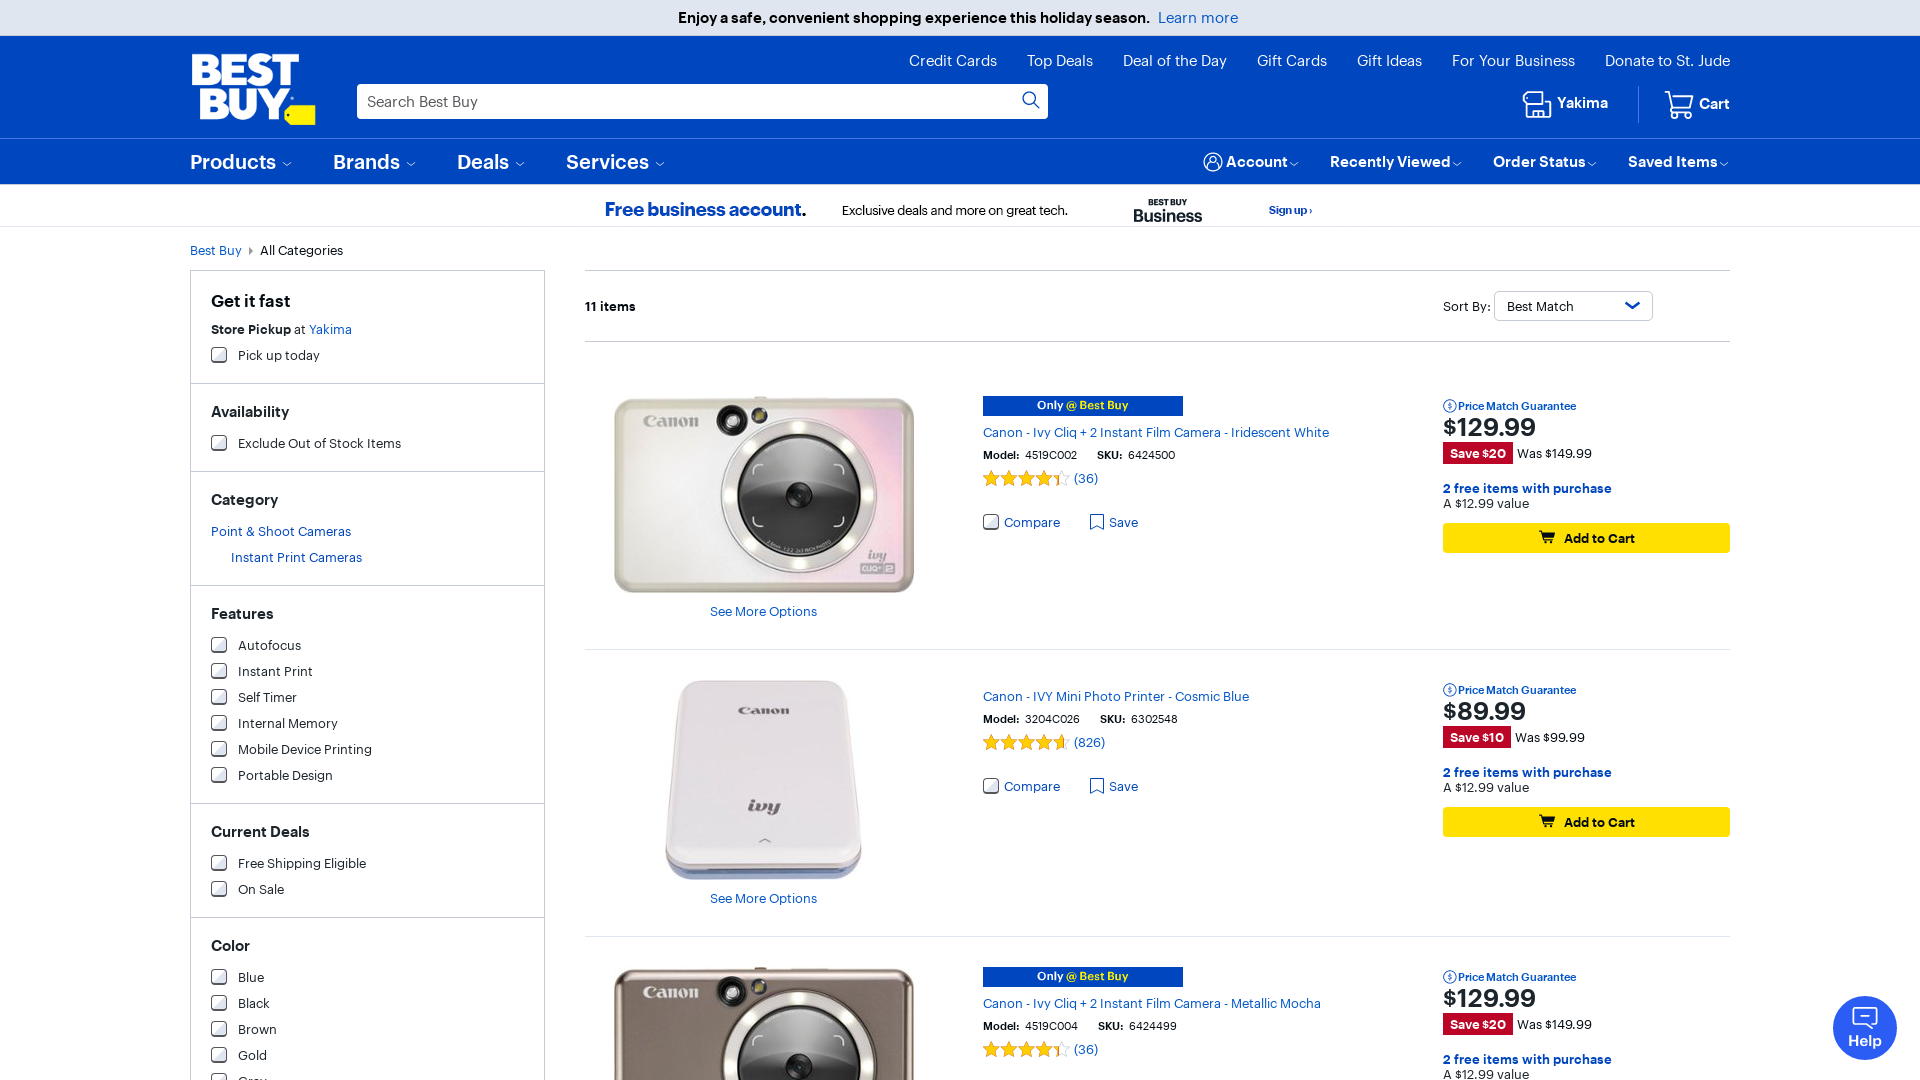 Enjoy a safe, convenient shopping experience this holiday season. Learn more
BEST BUY
Credit Cards Top Deals Deal of the Day Gift Cards Gift Ideas For Your Business Donate to St. Jude
Search Best Buy
Yakima Cart
Products Brands Deals Services Account Recently Viewed Order Status Saved Items
Free business account. Exclusive deals and more on great tech. BEST BUY Business Sign up ›
Best Buy All Categories
Get it fast
Store Pickup at Yakima
Pick up today
Availability
Exclude Out of Stock Items
Category
Point & Shoot Cameras
Instant Print Cameras
Features
Autofocus
Instant Print
Self Timer
Internal Memory
Mobile Device Printing
Portable Design
Current Deals
Free Shipping Eligible
On Sale
Color
Blue
Black
Brown
Gold
Gray
11 items
Sort By: Best Match
Canon
ivy
CLIQ+ 2
See More Options
Only @ Best Buy
Canon - Ivy Cliq + 2 Instant Film Camera - Iridescent White
Model: 4519C002 SKU: 6424500
(36)
Compare Save
Price Match Guarantee
$129.99
Save $20 Was $149.99
2 free items with purchase
A $12.99 value
Add to Cart
Canon
ivy
See More Options
Canon - IVY Mini Photo Printer - Cosmic Blue
Model: 3204C026 SKU: 6302548
(826)
Compare Save
Price Match Guarantee
$89.99
Save $10 Was $99.99
2 free items with purchase
A $12.99 value
Add to Cart
Canon
Only @ Best Buy
Canon - Ivy Cliq + 2 Instant Film Camera - Metallic Mocha
Model: 4519C004 SKU: 6424499
(36)
Price Match Guarantee
$129.99
Save $20 Was $149.99
2 free items with purchase
A $12.99 value
Help